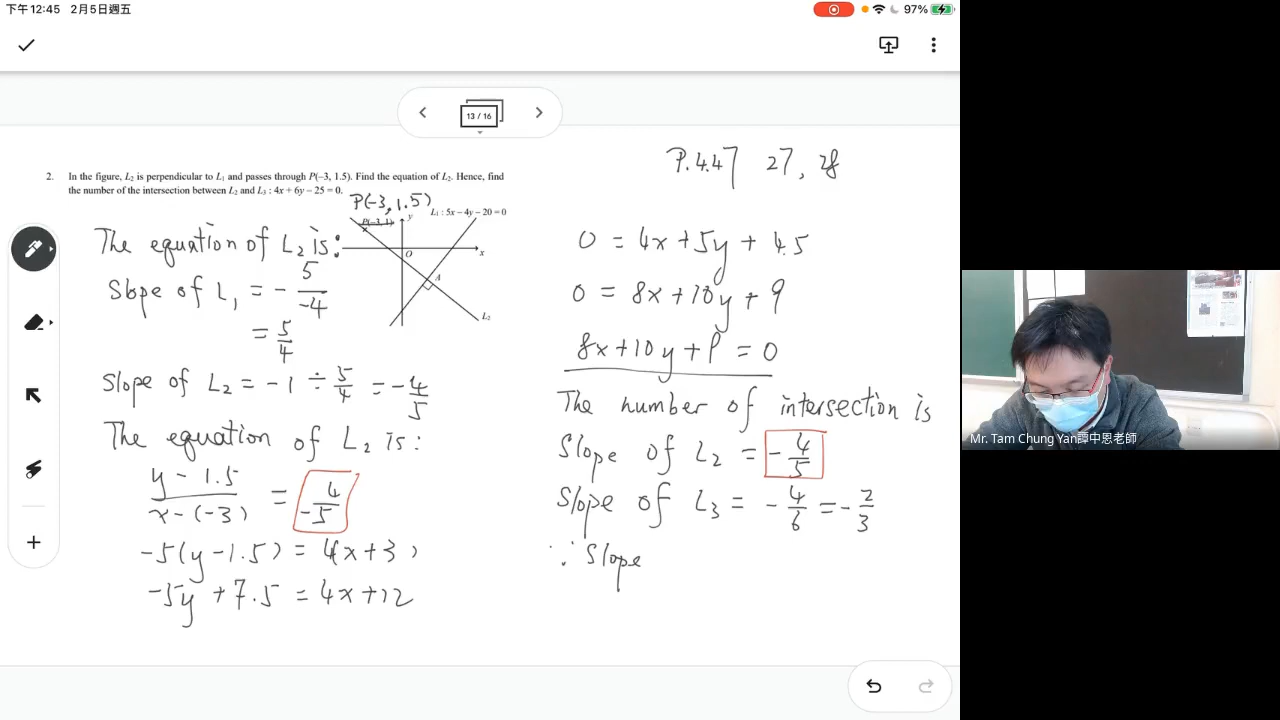 下午12:45 2月5日週五
97%
13 / 16
P.4.47 27, 28
2. In the figure, L₂ is perpendicular to L₁ and passes through P(−3, 1.5). Find the equation of L₂. Hence, find
the number of the intersection between L₂ and L₃ : 4x + 6y − 25 = 0.
P(-3, 1.5)
L₁ : 5x − 4y − 20 = 0
P(−3, 1)
y
x
O
A
L₂
The equation of L₂ is:
Slope of L₁ = - 5/-4
= 5/4
Slope of L₂ = -1 ÷ 5/4 = -4/5
The equation of L₂ is:
(y - 1.5)/(x-(-3)) = 4/-5
-5(y-1.5) = 4(x+3)
-5y +7.5 = 4x+12
0 = 4x+5y + 4.5
0 = 8x+10y + 9
8x+10y+9 = 0
The number of intersection is
Slope of L₂ = -4/5
Slope of L₃ = -4/6 = -2/3
∵ Slope
Mr. Tam Chung Yan譚中恩老師